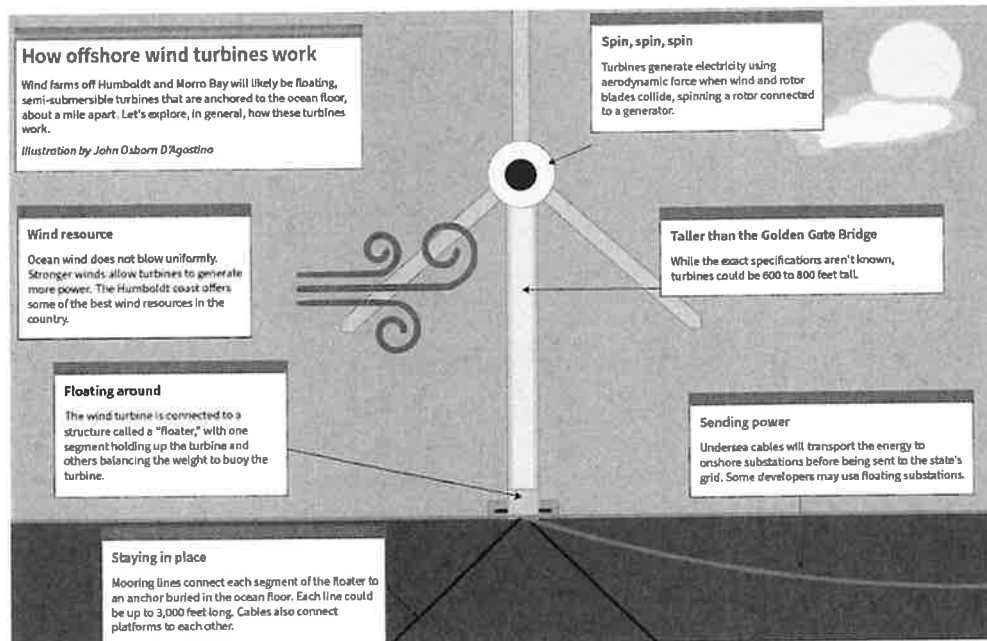 How offshore wind turbines work
Wind farms off Humboldt and Morro Bay will likely be floating,
semi-submersible turbines that are anchored to the ocean floor,
about a mile apart. Let's explore, in general, how these turbines
work.
Illustration by John Osborn D'Agostino
Spin, spin, spin
Turbines generate electricity using
aerodynamic force when wind and rotor
blades collide, spinning a rotor connected
to a generator.
Wind resource
Ocean wind does not blow uniformly.
Stronger winds allow turbines to generate
more power. The Humboldt coast offers
some of the best wind resources in the
country.
Taller than the Golden Gate Bridge
While the exact specifications aren't known,
turbines could be 600 to 800 feet tall.
Floating around
The wind turbine is connected to a
structure called a "floater," with one
segment holding up the turbine and
others balancing the weight to buoy the
turbine.
Sending power
Undersea cables will transport the energy to
onshore substations before being sent to the state's
grid. Some developers may use floating substations.
Staying in place
Mooring lines connect each segment of the floater to
an anchor buried in the ocean floor. Each line could
be up to 3,000 feet long. Cables also connect
platforms to each other.